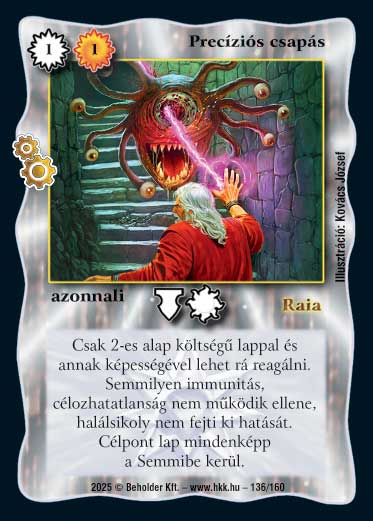 1 1 Precíziós csapás
Illusztráció: Kovács József
azonnali Raia
Csak 2-es alap költségű lappal és
annak képességével lehet rá reagálni.
Semmilyen immunitás,
célozhatatlanság nem működik ellene,
halálsikoly nem fejti ki hatását.
Célpont lap mindenképp
a Semmibe kerül.
2025 © Beholder Kft. – www.hkk.hu – 136/160